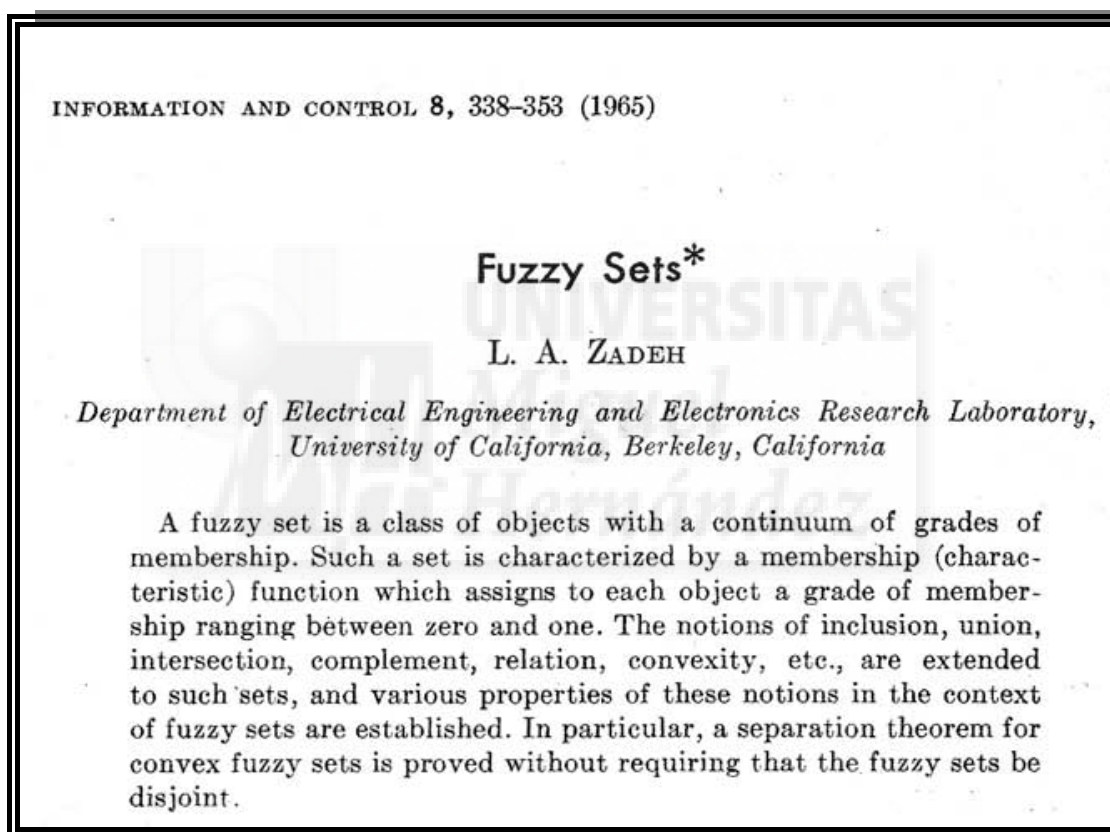 INFORMATION AND CONTROL 8, 338–353 (1965)
Fuzzy Sets*
UNIVERSITAS
L. A. ZADEH
Miguel
Department of Electrical Engineering and Electronics Research Laboratory,
University of California, Berkeley, California
Hernández
A fuzzy set is a class of objects with a continuum of grades of
membership. Such a set is characterized by a membership (charac-
teristic) function which assigns to each object a grade of member-
ship ranging between zero and one. The notions of inclusion, union,
intersection, complement, relation, convexity, etc., are extended
to such sets, and various properties of these notions in the context
of fuzzy sets are established. In particular, a separation theorem for
convex fuzzy sets is proved without requiring that the fuzzy sets be
disjoint.